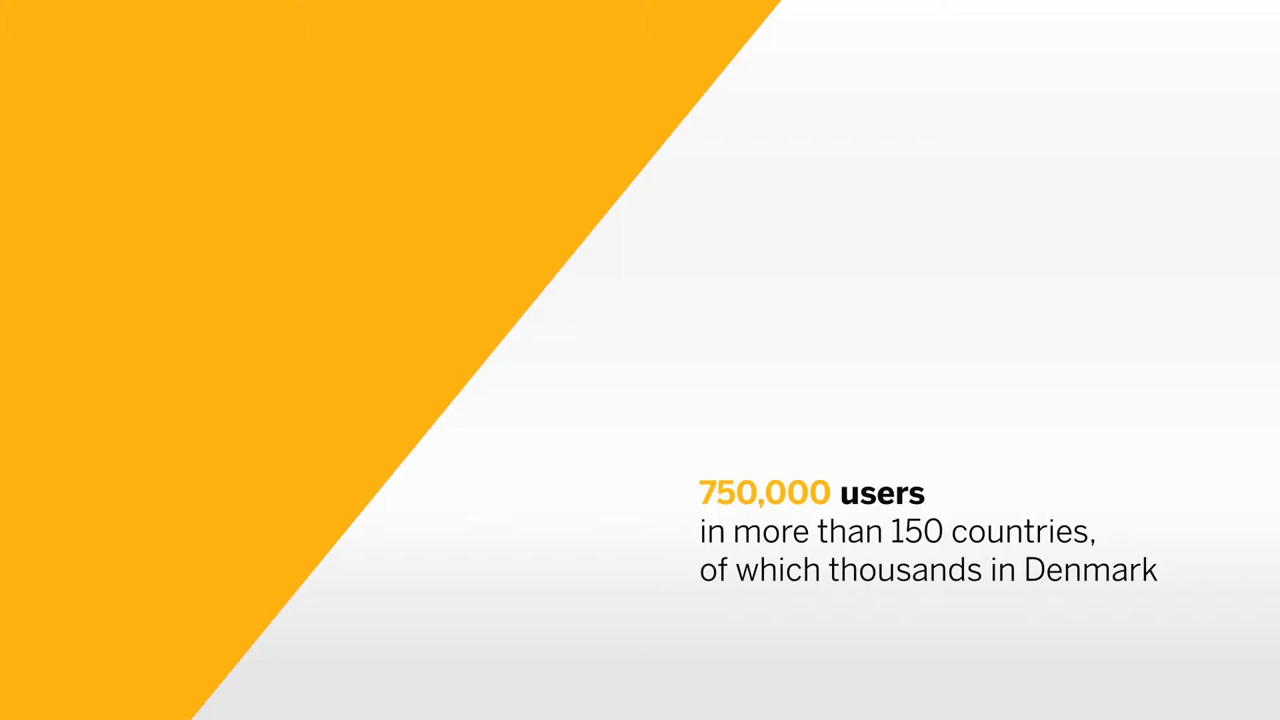 750,000 users
in more than 150 countries,
of which thousands in Denmark